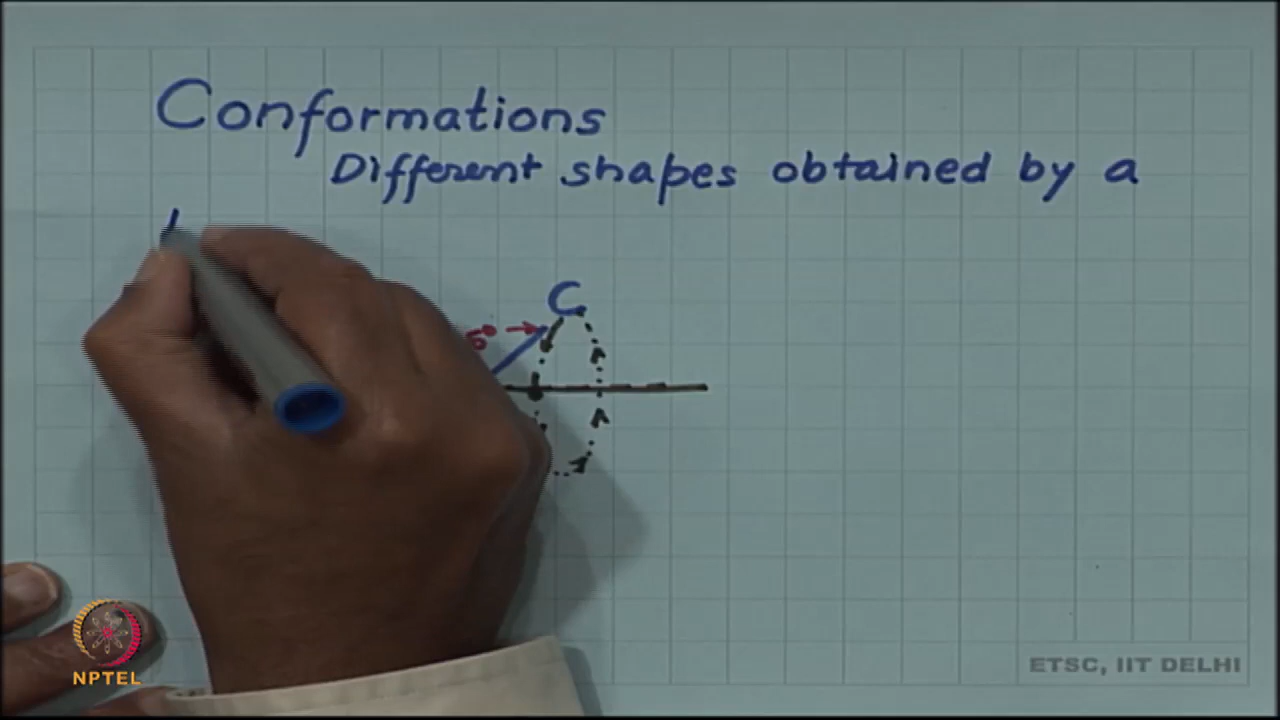 Conformations
Different shapes obtained by a
C
NPTEL
ETSC, IIT DELHI